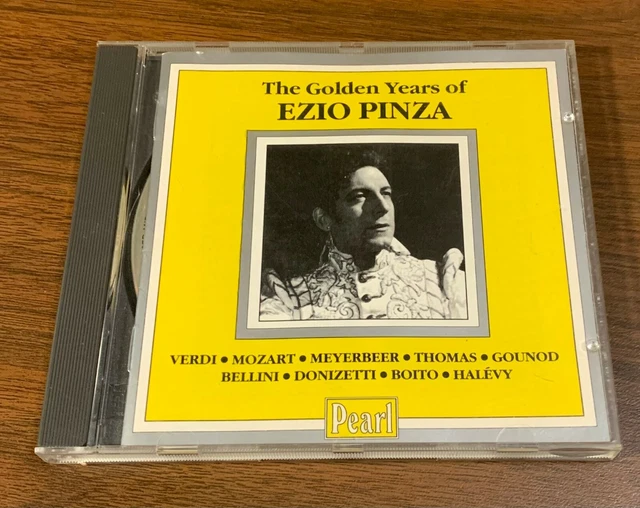 The Golden Years of
EZIO PINZA
VERDI • MOZART • MEYERBEER • THOMAS • GOUNOD
BELLINI • DONIZETTI • BOITO • HALÉVY
Pearl